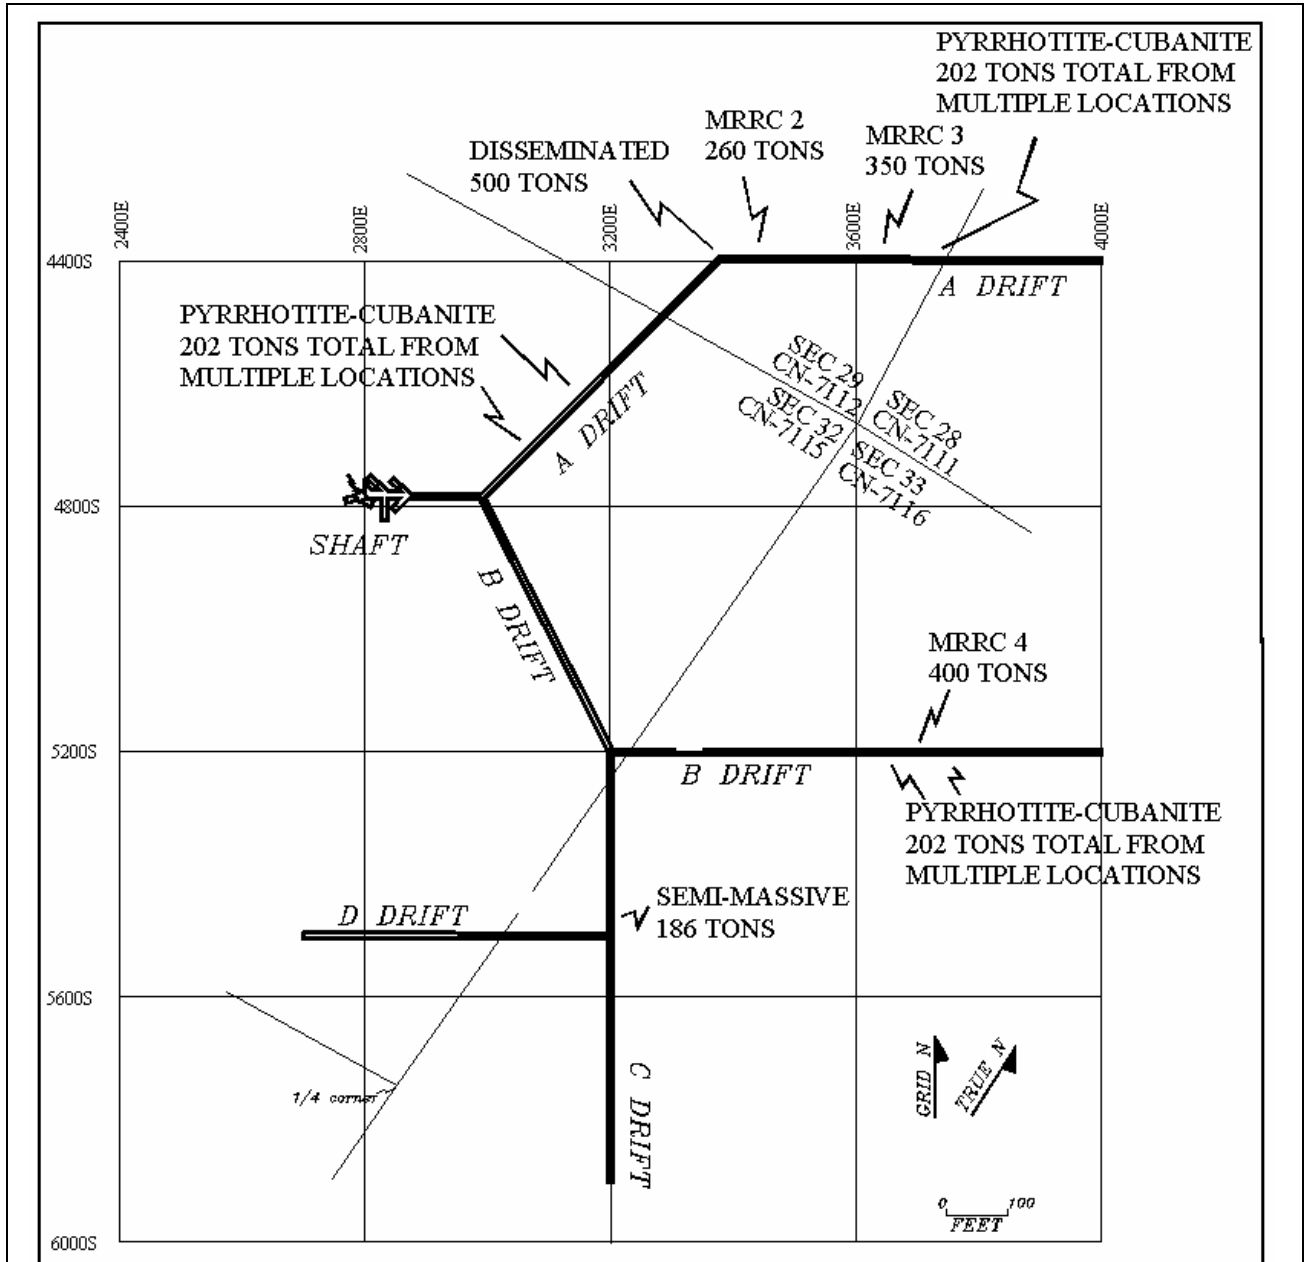 PYRRHOTITE-CUBANITE
202 TONS TOTAL FROM
MULTIPLE LOCATIONS
MRRC 2
260 TONS
MRRC 3
350 TONS
DISSEMINATED
500 TONS
2400E
2800E
3200E
3600E
4000E
4400S
A DRIFT
PYRRHOTITE-CUBANITE
202 TONS TOTAL FROM
MULTIPLE LOCATIONS
A DRIFT
SEC 29
CN-7112
SEC 28
CN-7111
SEC 32
CN-7115
SEC 33
CN-7116
4800S
SHAFT
B DRIFT
MRRC 4
400 TONS
5200S
B DRIFT
PYRRHOTITE-CUBANITE
202 TONS TOTAL FROM
MULTIPLE LOCATIONS
SEMI-MASSIVE
186 TONS
D DRIFT
5600S
1/4 corner
C DRIFT
GRID N
TRUE N
0 100
FEET
6000S